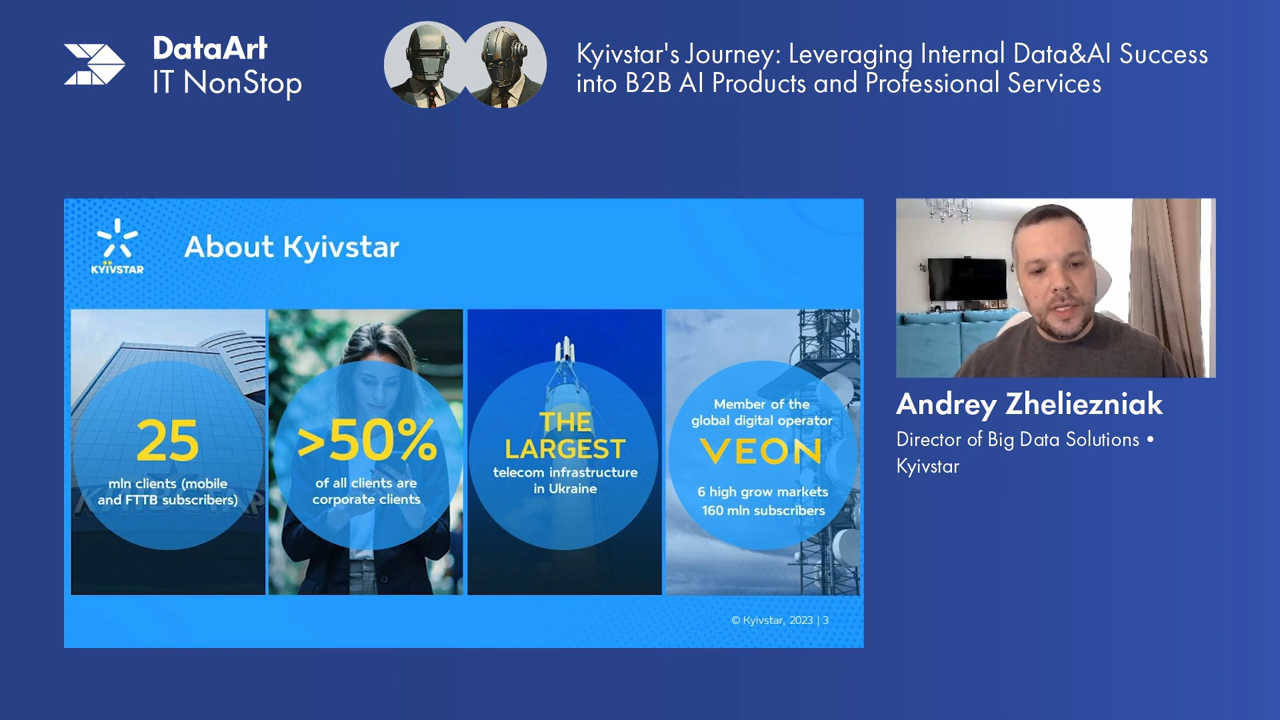 DataArt
IT NonStop
Kyivstar's Journey: Leveraging Internal Data&AI Success
into B2B AI Products and Professional Services
KYЇVSTAR
About Kyivstar
25
mln clients (mobile
and FTTB subscribers)
>50%
of all clients are
corporate clients
THE
LARGEST
telecom infrastructure
in Ukraine
Member of the
global digital operator
VEON
6 high grow markets
160 mln subscribers
© Kyivstar, 2023 | 3
Andrey Zheliezniak
Director of Big Data Solutions •
Kyivstar